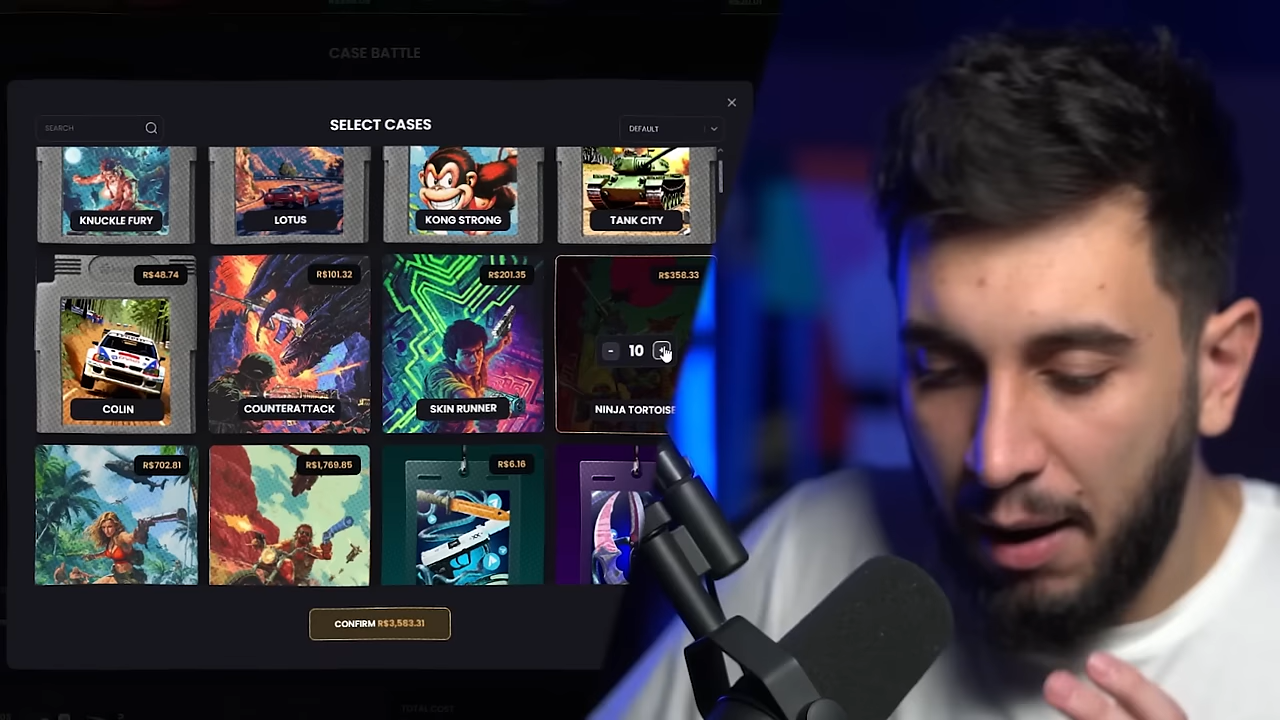 CASE BATTLE
SELECT CASES
SEARCH
DEFAULT
KNUCKLE FURY
LOTUS
KONG STRONG
TANK CITY
R$48.74
R$101.32
R$201.35
R$358.33
- 10
COLIN
COUNTERATTACK
SKIN RUNNER
NINJA TORTOISE
R$702.81
R$1,769.85
R$6.16
CONFIRM R$3,583.31
TOTAL COST